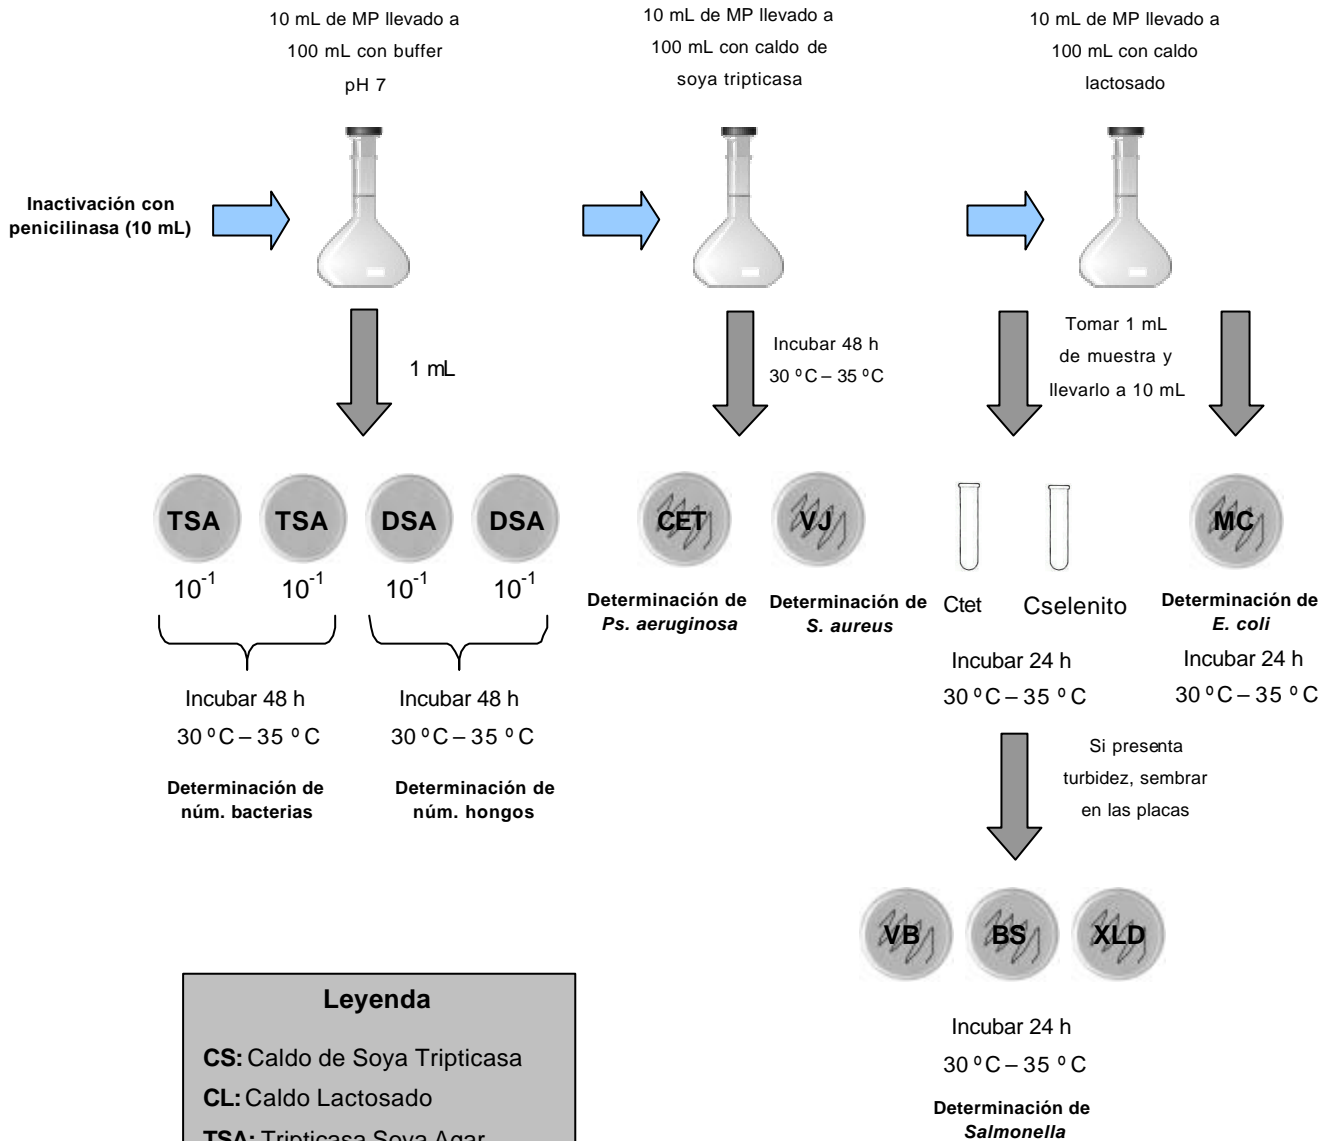 10 mL de MP llevado a
100 mL con buffer
pH 7
10 mL de MP llevado a
100 mL con caldo de
soya tripticasa
10 mL de MP llevado a
100 mL con caldo
lactosado
Inactivación con
penicilinasa (10 mL)
1 mL
Incubar 48 h
30 ºC – 35 ºC
Tomar 1 mL
de muestra y
llevarlo a 10 mL
TSA TSA DSA DSA
10⁻¹ 10⁻¹ 10⁻¹ 10⁻¹
Incubar 48 h
30 ºC – 35 ºC
Determinación de
núm. bacterias
Incubar 48 h
30 ºC – 35 ºC
Determinación de
núm. hongos
CET
Determinación de
Ps. aeruginosa
VJ
Determinación de
S. aureus
Ctet Cselenito
Incubar 24 h
30 ºC – 35 ºC
MC
Determinación de
E. coli
Incubar 24 h
30 ºC – 35 ºC
Si presenta
turbidez, sembrar
en las placas
VB BS XLD
Incubar 24 h
30 ºC – 35 ºC
Determinación de
Salmonella
Leyenda
CS: Caldo de Soya Tripticasa
CL: Caldo Lactosado
TSA: Tripticasa Soya Agar